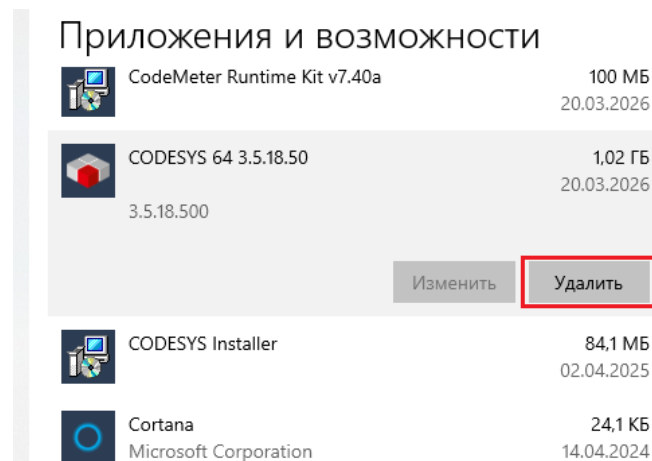 Приложения и возможности
CodeMeter Runtime Kit v7.40a 100 МБ
20.03.2026
CODESYS 64 3.5.18.50 1,02 ГБ
20.03.2026
3.5.18.500
Изменить Удалить
CODESYS Installer 84,1 МБ
02.04.2025
Cortana 24,1 КБ
Microsoft Corporation 14.04.2024